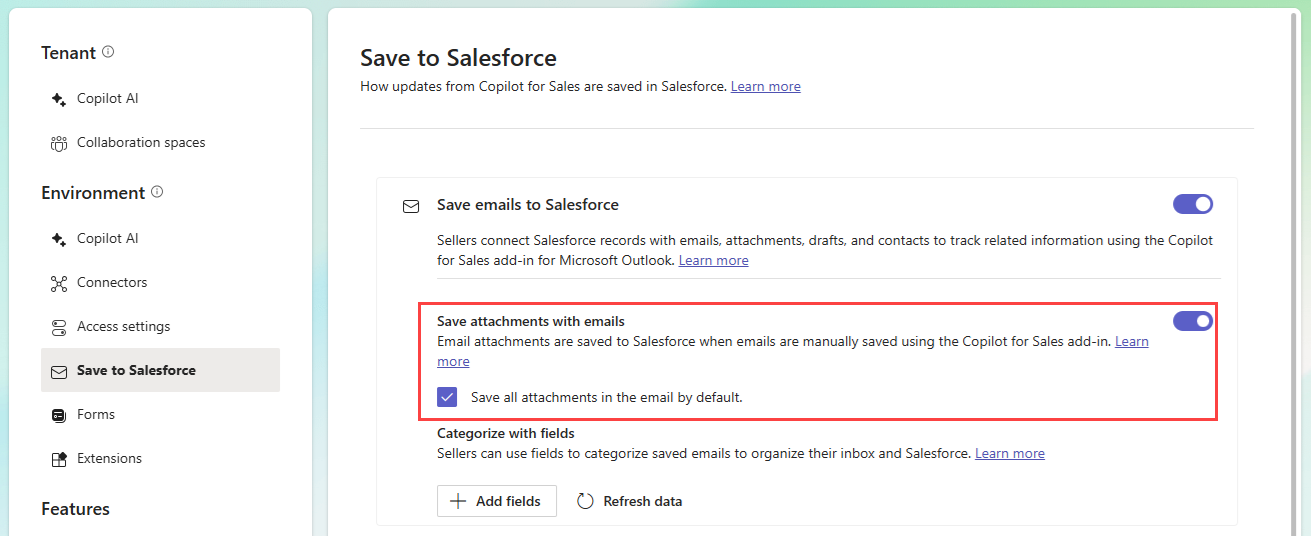 Tenant
Copilot AI
Collaboration spaces
Environment
Copilot AI
Connectors
Access settings
Save to Salesforce
Forms
Extensions
Features
Save to Salesforce
How updates from Copilot for Sales are saved in Salesforce. Learn more
Save emails to Salesforce
Sellers connect Salesforce records with emails, attachments, drafts, and contacts to track related information using the Copilot
for Sales add-in for Microsoft Outlook. Learn more
Save attachments with emails
Email attachments are saved to Salesforce when emails are manually saved using the Copilot for Sales add-in. Learn
more
Save all attachments in the email by default.
Categorize with fields
Sellers can use fields to categorize saved emails to organize their inbox and Salesforce. Learn more
Add fields
Refresh data